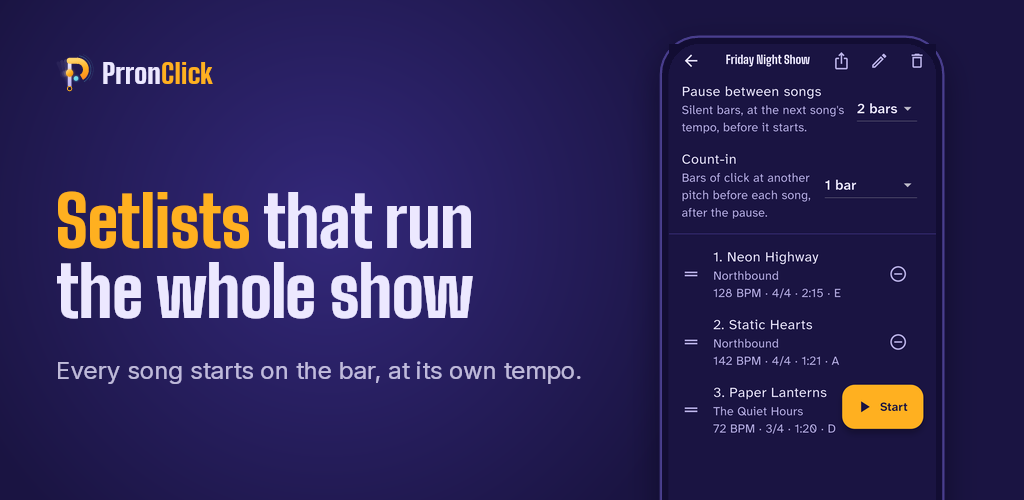 PrronClick
Setlists that run
the whole show
Every song starts on the bar, at its own tempo.
Friday Night Show
Pause between songs
Silent bars, at the next song's
tempo, before it starts.
2 bars
Count-in
Bars of click at another
pitch before each song,
after the pause.
1 bar
1. Neon Highway
Northbound
128 BPM · 4/4 · 2:15 · E
2. Static Hearts
Northbound
142 BPM · 4/4 · 1:21 · A
3. Paper Lanterns
The Quiet Hours
72 BPM · 3/4 · 1:20 · D
Start